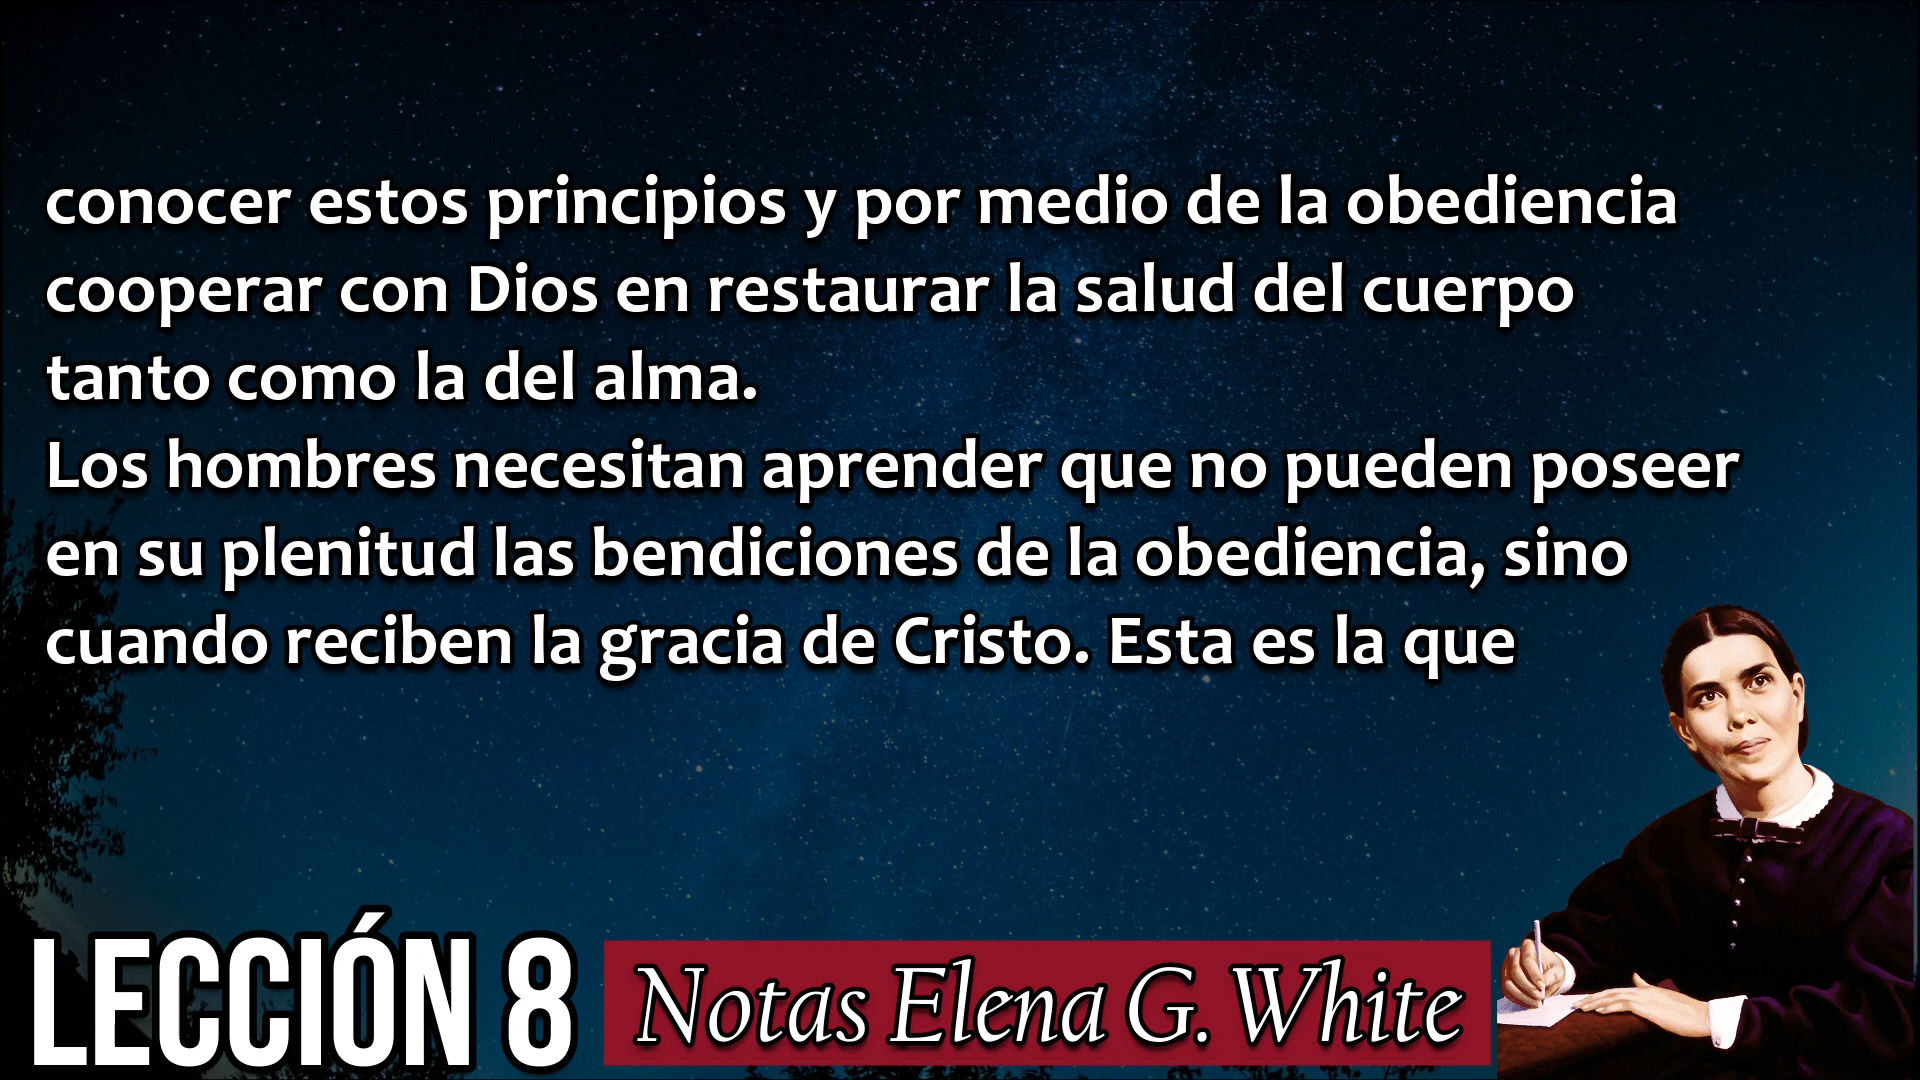 conocer estos principios y por medio de la obediencia
cooperar con Dios en restaurar la salud del cuerpo
tanto como la del alma.
Los hombres necesitan aprender que no pueden poseer
en su plenitud las bendiciones de la obediencia, sino
cuando reciben la gracia de Cristo. Esta es la que
LECCIÓN 8
Notas Elena G. White